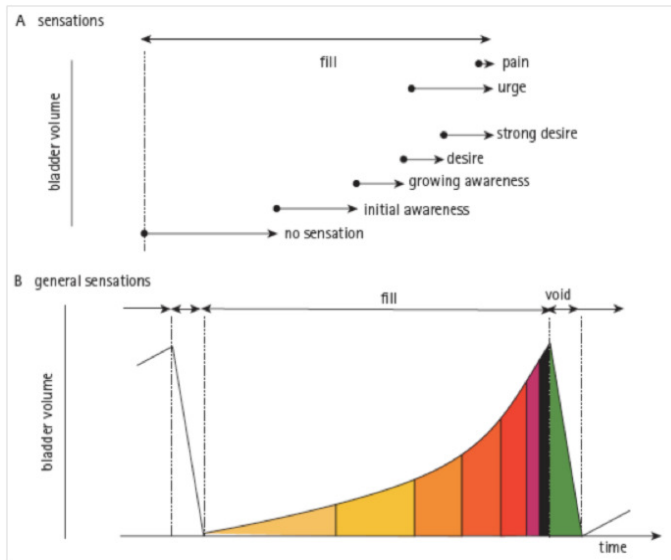 A sensations
fill
pain
urge
strong desire
desire
growing awareness
initial awareness
no sensation
bladder volume
B general sensations
fill
void
bladder volume
time